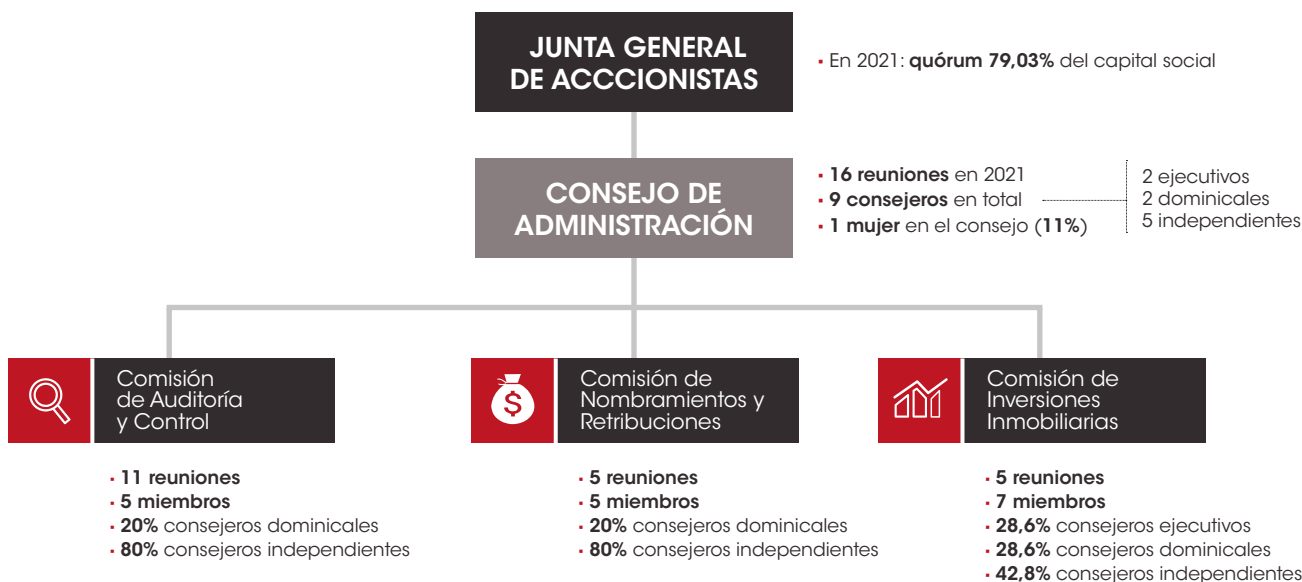 JUNTA GENERAL
DE ACCCIONISTAS
▪ En 2021: quórum 79,03% del capital social
CONSEJO DE
ADMINISTRACIÓN
▪ 16 reuniones en 2021
▪ 9 consejeros en total
▪ 1 mujer en el consejo (11%)
2 ejecutivos
2 dominicales
5 independientes
Comisión
de Auditoría
y Control
▪ 11 reuniones
▪ 5 miembros
▪ 20% consejeros dominicales
▪ 80% consejeros independientes
$
Comisión de
Nombramientos y
Retribuciones
▪ 5 reuniones
▪ 5 miembros
▪ 20% consejeros dominicales
▪ 80% consejeros independientes
Comisión de
Inversiones
Inmobiliarias
▪ 5 reuniones
▪ 7 miembros
▪ 28,6% consejeros ejecutivos
▪ 28,6% consejeros dominicales
▪ 42,8% consejeros independientes